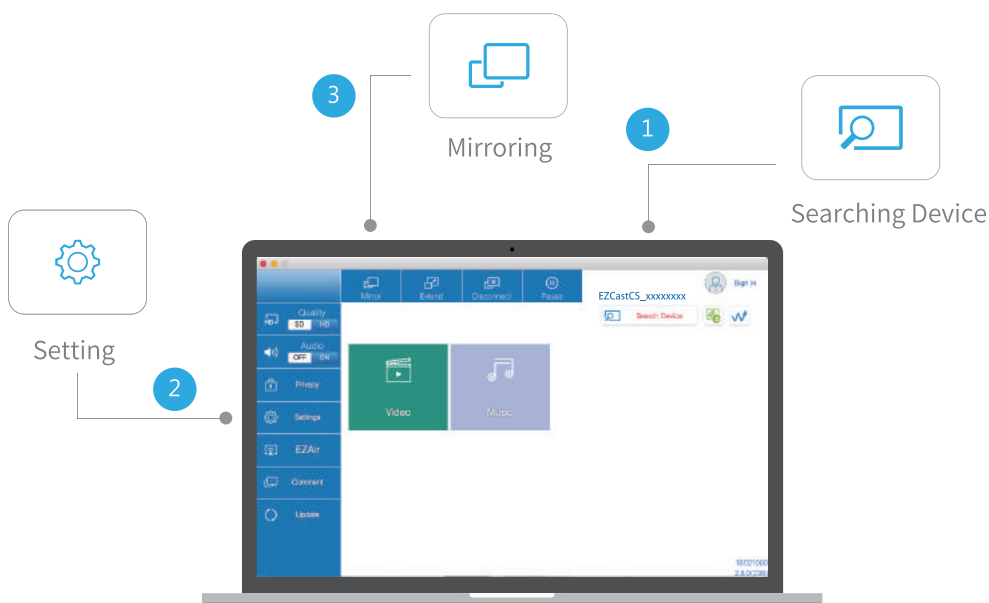 3
Mirroring
1
Searching Device
Setting
2
Mirror
Extend
Disconnect
Pause
EZCastCS_xxxxxxxx
Sign in
Search Device
HD
Quality
SD HD
Audio
OFF ON
Privacy
Settings
EZAir
Comment
Update
Video
Music